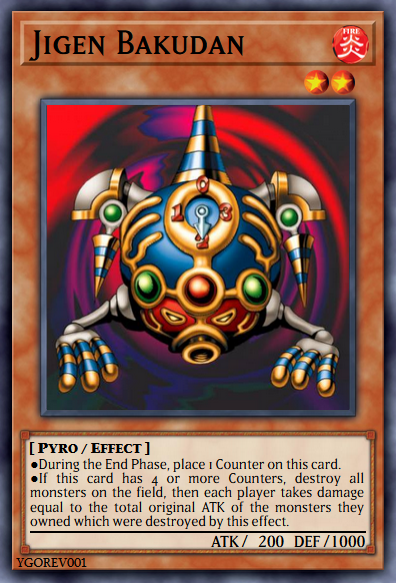 JIGEN BAKUDAN
FIRE
炎
[ PYRO / EFFECT ]
●During the End Phase, place 1 Counter on this card.
●If this card has 4 or more Counters, destroy all
monsters on the field, then each player takes damage
equal to the total original ATK of the monsters they
owned which were destroyed by this effect.
ATK / 200 DEF /1000
YGOREV001